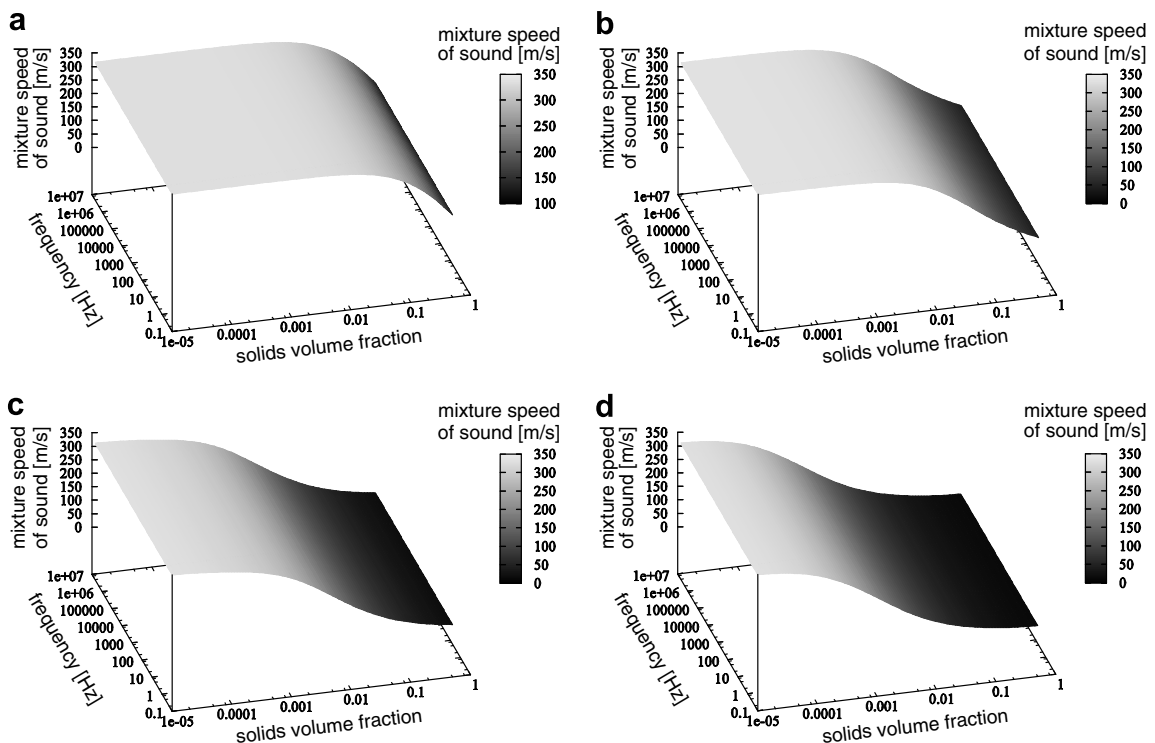 a
mixture speed
of sound [m/s]
350
300
250
200
150
100
50
0
mixture speed
of sound [m/s]
350
300
250
200
150
100
1e+07
1e+06
100000
10000
1000
100
10
1
0.1
frequency [Hz]
1e-05
0.0001
0.001
0.01
0.1
1
solids volume fraction
b
mixture speed
of sound [m/s]
350
300
250
200
150
100
50
0
mixture speed
of sound [m/s]
350
300
250
200
150
100
50
0
1e+07
1e+06
100000
10000
1000
100
10
1
0.1
frequency [Hz]
1e-05
0.0001
0.001
0.01
0.1
1
solids volume fraction
c
mixture speed
of sound [m/s]
350
300
250
200
150
100
50
0
mixture speed
of sound [m/s]
350
300
250
200
150
100
50
0
1e+07
1e+06
100000
10000
1000
100
10
1
0.1
frequency [Hz]
1e-05
0.0001
0.001
0.01
0.1
1
solids volume fraction
d
mixture speed
of sound [m/s]
350
300
250
200
150
100
50
0
mixture speed
of sound [m/s]
350
300
250
200
150
100
50
0
1e+07
1e+06
100000
10000
1000
100
10
1
0.1
frequency [Hz]
1e-05
0.0001
0.001
0.01
0.1
1
solids volume fraction